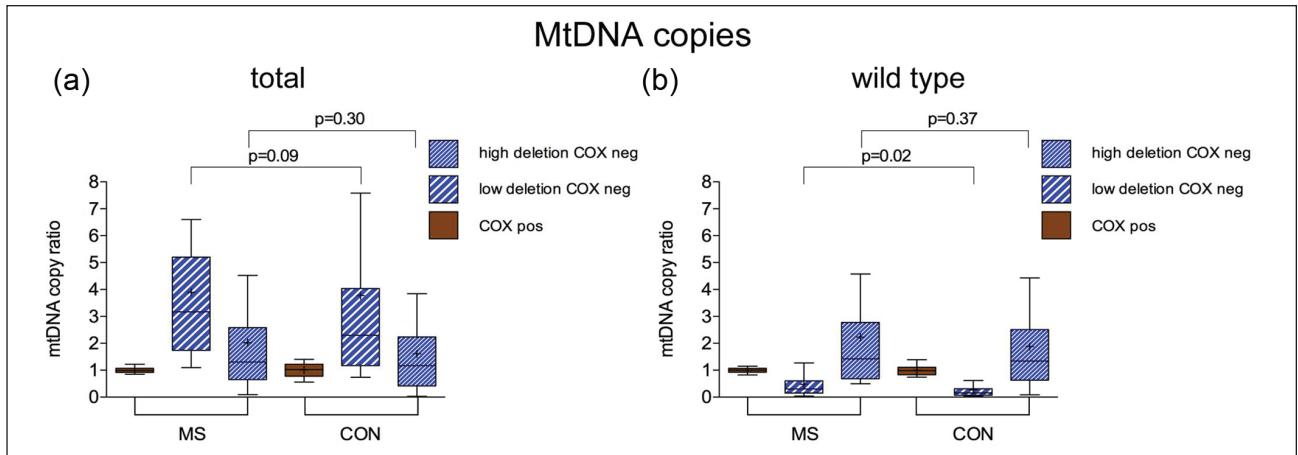 MtDNA copies
(a) total
p=0.30
p=0.09
high deletion COX neg
low deletion COX neg
COX pos
mtDNA copy ratio
8
7
6
5
4
3
2
1
0
MS CON
(b) wild type
p=0.37
p=0.02
high deletion COX neg
low deletion COX neg
COX pos
mtDNA copy ratio
8
7
6
5
4
3
2
1
0
MS CON